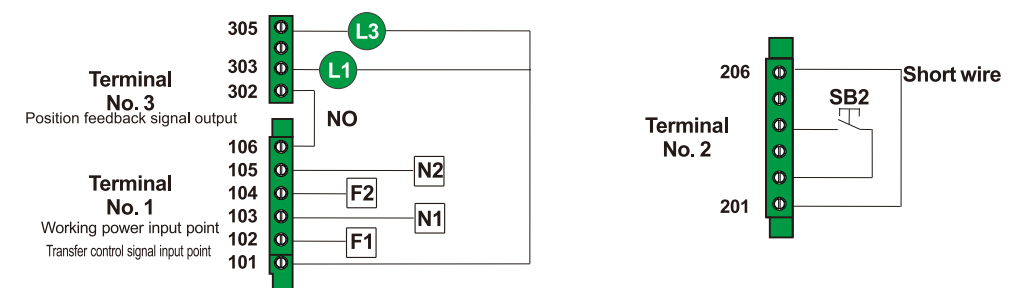 305
L3
303
L1
Terminal
No. 3
302
Position feedback signal output
NO
106
105
N2
Terminal
No. 1
104
F2
103
N1
Working power input point
102
F1
Transfer control signal input point
101
206
Short wire
SB2
Terminal
No. 2
201